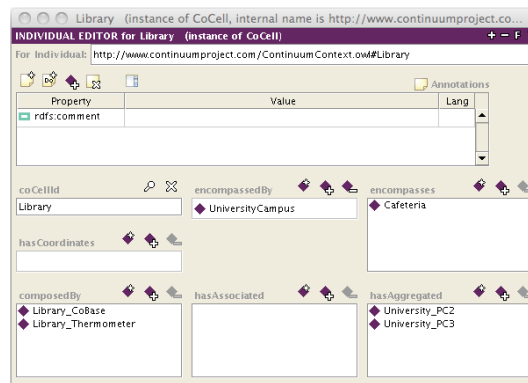 Library (instance of CoCell, internal name is http://www.continuumproject.co...
INDIVIDUAL EDITOR for Library (instance of CoCell) + − F
For Individual: http://www.continuumproject.com/ContinuumContext.owl#Library
Annotations
Property Value Lang
rdfs:comment
coCellId encompassedBy encompasses
Library UniversityCampus Cafeteria
hasCoordinates
composedBy hasAssociated hasAggregated
Library_CoBase University_PC2
Library_Thermometer University_PC3